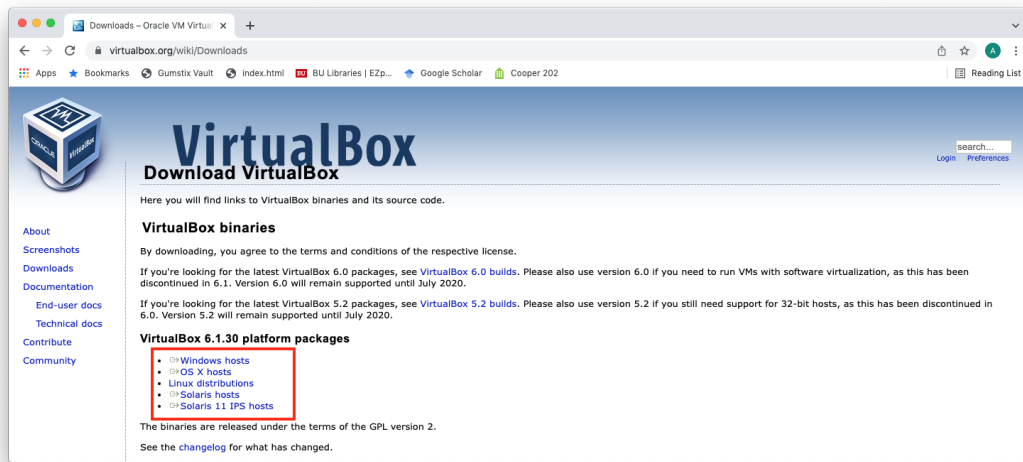 Downloads – Oracle VM Virtual
virtualbox.org/wiki/Downloads
A
Apps Bookmarks Gumstix Vault index.html BU BU Libraries | EZp... Google Scholar Cooper 202 Reading List
VM
ORACLE
VirtualBox
VirtualBox
search...
Login Preferences
Download VirtualBox
Here you will find links to VirtualBox binaries and its source code.
About
Screenshots
Downloads
Documentation
End-user docs
Technical docs
Contribute
Community
VirtualBox binaries
By downloading, you agree to the terms and conditions of the respective license.
If you're looking for the latest VirtualBox 6.0 packages, see VirtualBox 6.0 builds. Please also use version 6.0 if you need to run VMs with software virtualization, as this has been
discontinued in 6.1. Version 6.0 will remain supported until July 2020.
If you're looking for the latest VirtualBox 5.2 packages, see VirtualBox 5.2 builds. Please also use version 5.2 if you still need support for 32-bit hosts, as this has been discontinued in
6.0. Version 5.2 will remain supported until July 2020.
VirtualBox 6.1.30 platform packages
Windows hosts
OS X hosts
Linux distributions
Solaris hosts
Solaris 11 IPS hosts
The binaries are released under the terms of the GPL version 2.
See the changelog for what has changed.